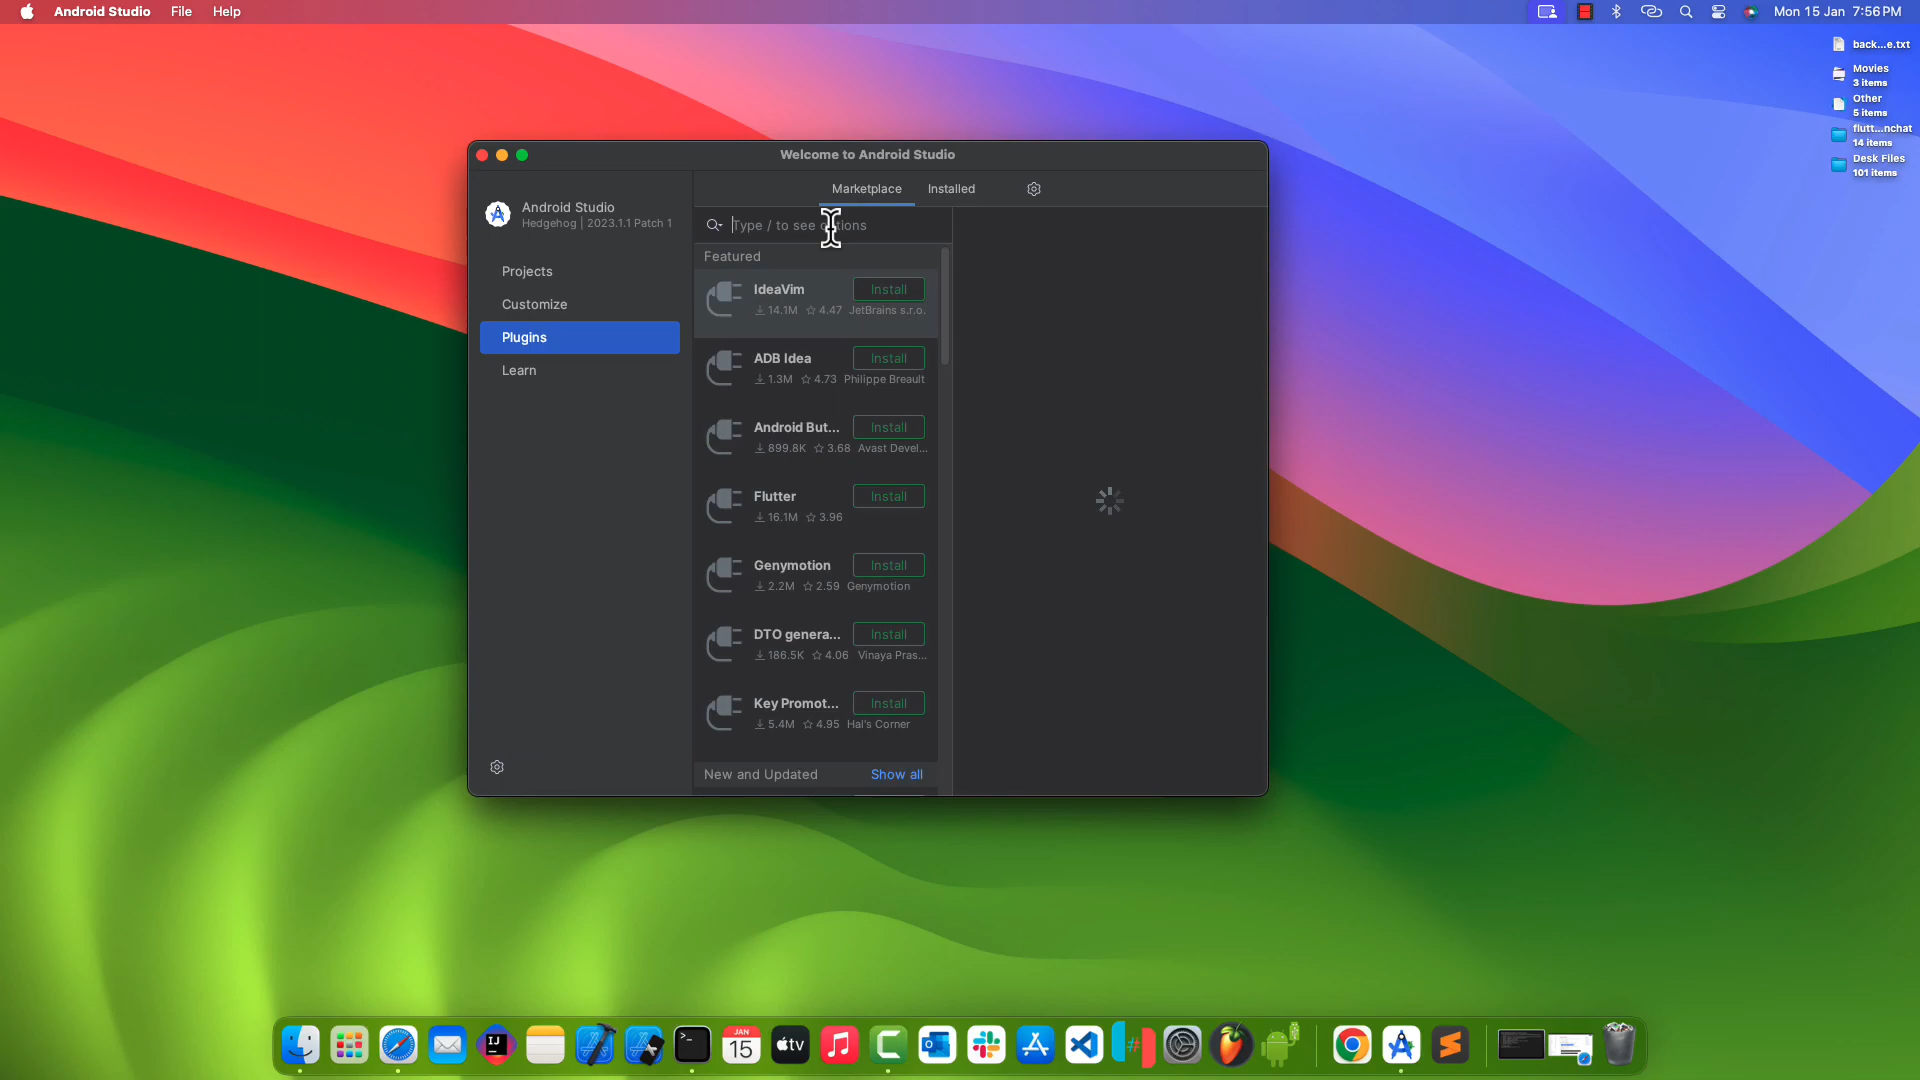 Android Studio File Help
Mon 15 Jan 7:56 PM
back...e.txt
Movies
3 items
Other
5 items
flutt...nchat
14 items
Desk Files
101 items
Welcome to Android Studio
Android Studio
Hedgehog | 2023.1.1 Patch 1
Projects
Customize
Plugins
Learn
Marketplace Installed
Type / to see options
Featured
IdeaVim Install
14.1M 4.47 JetBrains s.r.o.
ADB Idea Install
1.3M 4.73 Philippe Breault
Android But... Install
899.8K 3.68 Avast Devel...
Flutter Install
16.1M 3.96
Genymotion Install
2.2M 2.59 Genymotion
DTO genera... Install
186.5K 4.06 Vinaya Pras...
Key Promot... Install
5.4M 4.95 Hal's Corner
New and Updated Show all
JAN
15
tv